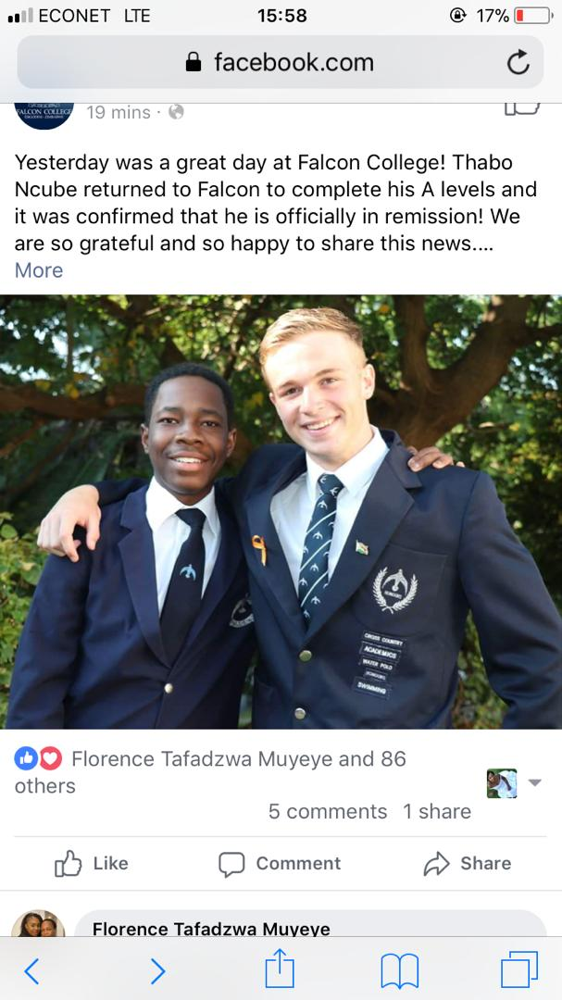 ECONET LTE 15:58 17%
facebook.com
FALCON COLLEGE
19 mins ·
Yesterday was a great day at Falcon College! Thabo
Ncube returned to Falcon to complete his A levels and
it was confirmed that he is officially in remission! We
are so grateful and so happy to share this news....
More
HONOURS
CROSS COUNTRY
ACADEMICS
WATER POLO
HONOURS
SWIMMING
Florence Tafadzwa Muyeye and 86
others
5 comments 1 share
Like Comment Share
Florence Tafadzwa Muyeye